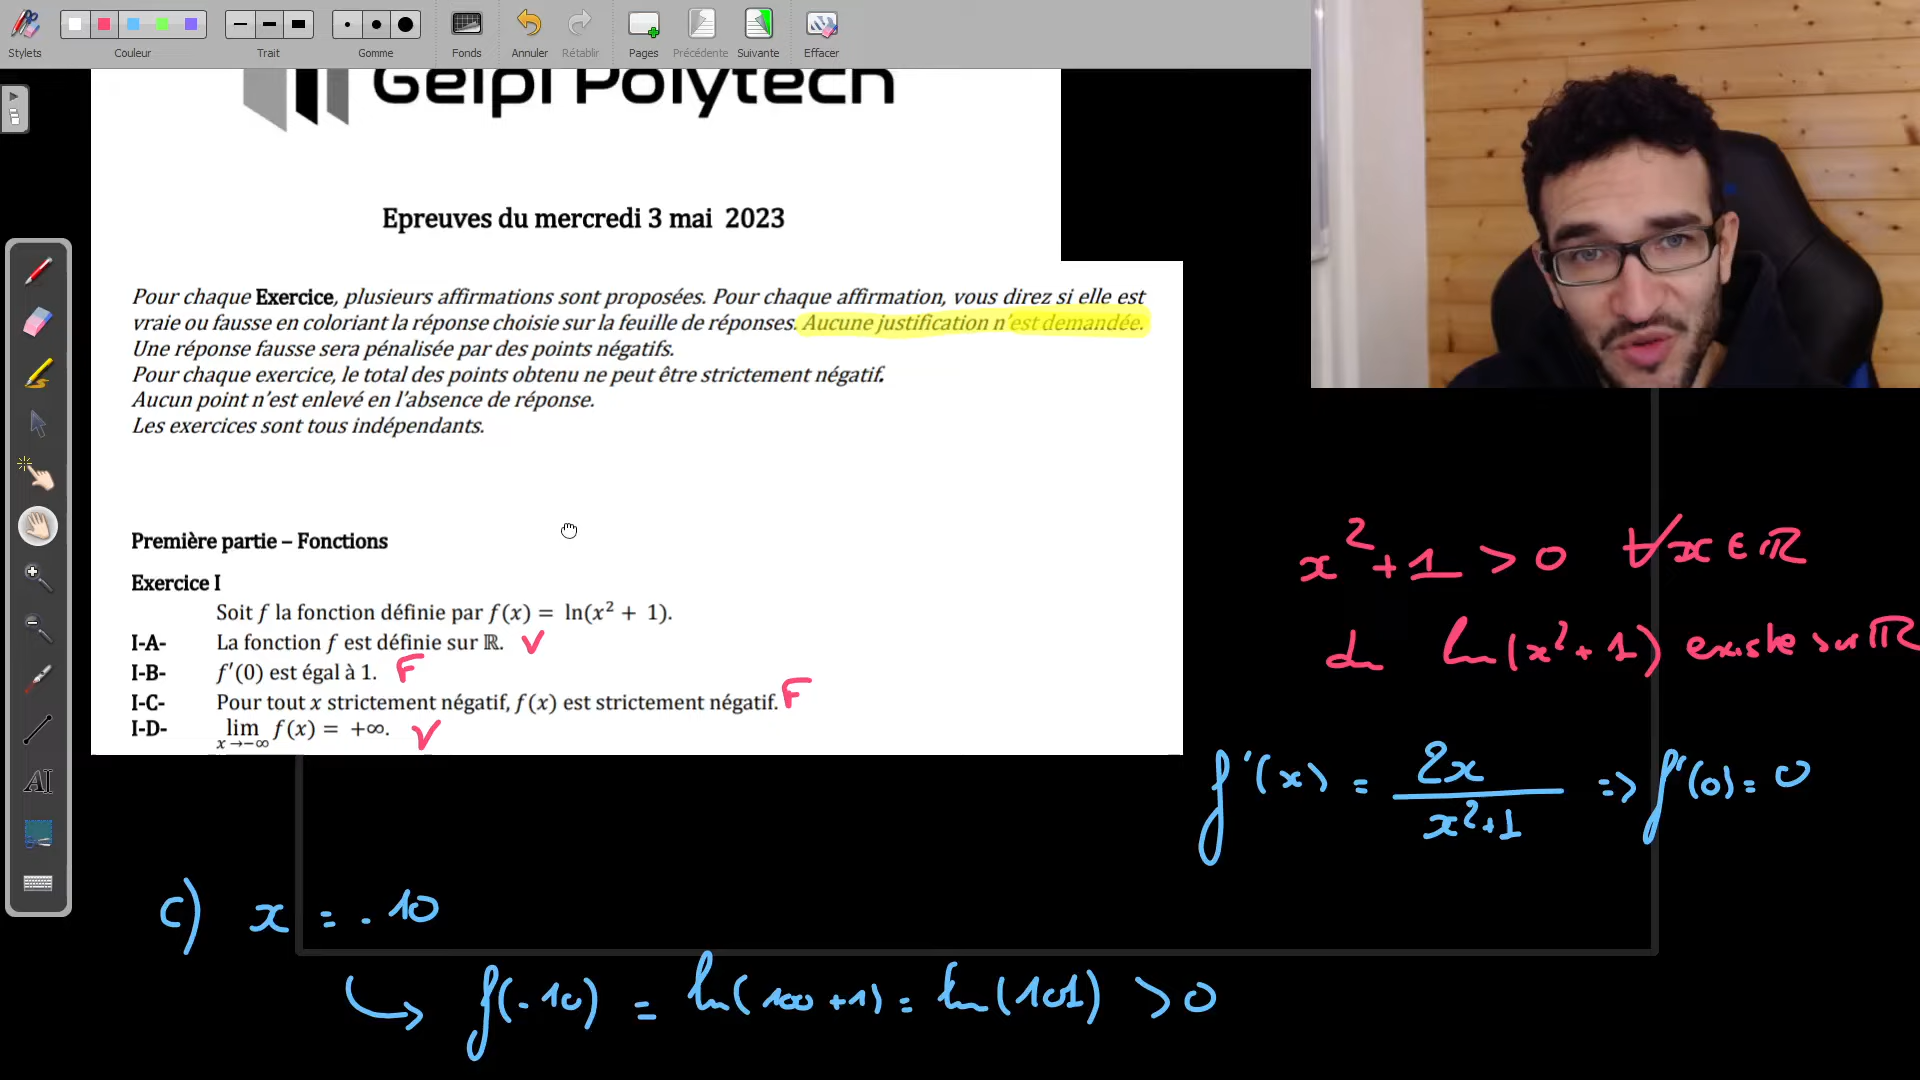 Stylets Couleur Trait Gomme Fonds Annuler Rétablir Pages Précédente Suivante Effacer
Geipi Polytech
Epreuves du mercredi 3 mai 2023
Pour chaque Exercice, plusieurs affirmations sont proposées. Pour chaque affirmation, vous direz si elle est
vraie ou fausse en coloriant la réponse choisie sur la feuille de réponses. Aucune justification n'est demandée.
Une réponse fausse sera pénalisée par des points négatifs.
Pour chaque exercice, le total des points obtenu ne peut être strictement négatif.
Aucun point n'est enlevé en l'absence de réponse.
Les exercices sont tous indépendants.
Première partie – Fonctions
Exercice I
Soit f la fonction définie par f(x) = ln(x² + 1).
I-A- La fonction f est définie sur ℝ. V
I-B- f′(0) est égal à 1. F
I-C- Pour tout x strictement négatif, f(x) est strictement négatif. F
I-D- lim x→−∞ f(x) = +∞. V
x² + 1 > 0 ∀x ∈ ℝ
dc ln(x² + 1) existe sur ℝ
f'(x) = 2x / x²+1 => f'(0) = 0
c) x = -10
↳ f(-10) = ln(100+1) = ln(101) > 0
AI